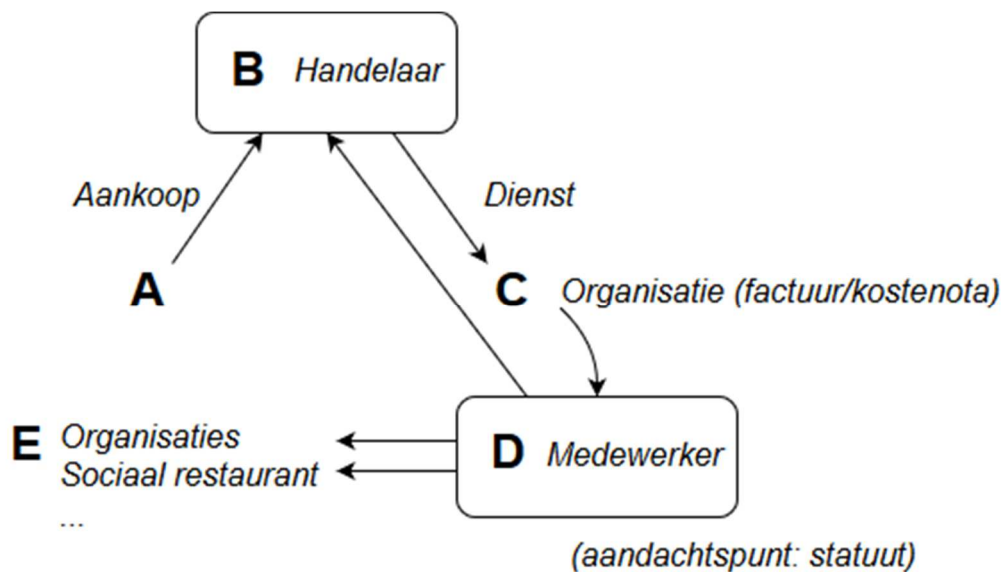 B Handelaar
Aankoop
Dienst
A
C Organisatie (factuur/kostenota)
E Organisaties
Sociaal restaurant
...
D Medewerker
(aandachtspunt: statuut)